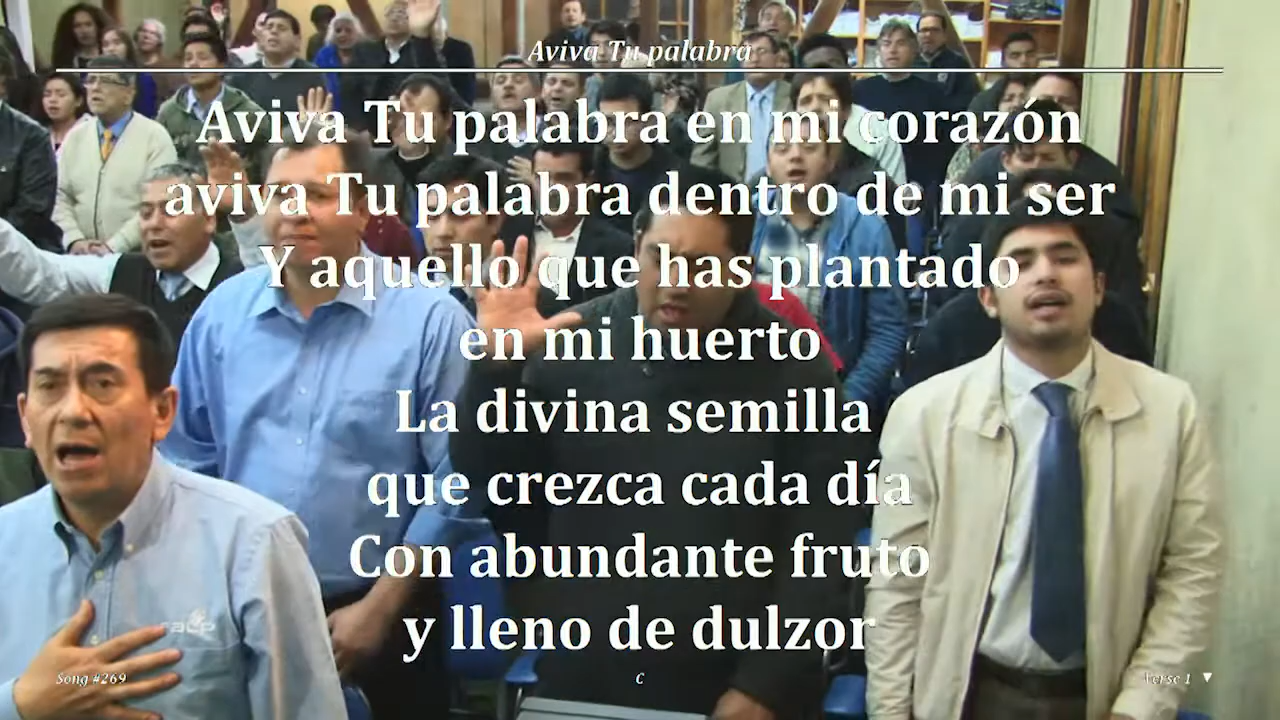 Aviva Tu palabra
Aviva Tu palabra en mi corazón
aviva Tu palabra dentro de mi ser
Y aquello que has plantado
en mi huerto
La divina semilla
que crezca cada día
Con abundante fruto
y lleno de dulzor
Song #269
C
Verse 1 ▼